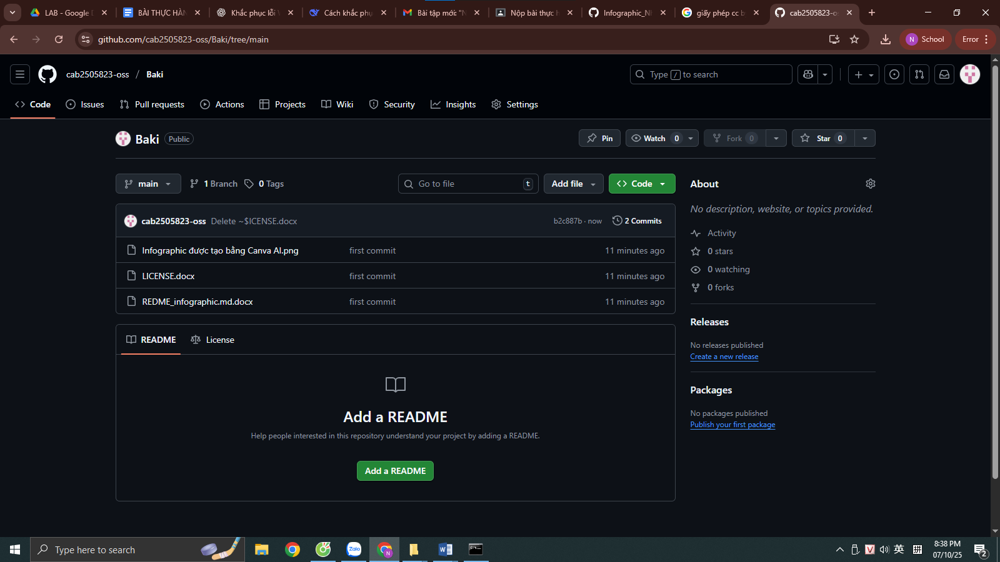 LAB - Google D
BÀI THỰC HÀN
Khắc phục lỗi
Cách khắc phụ
Bài tập mới: "N
Nộp bài thực h
Infographic_N
giấy phép cc b
cab2505823-o
github.com/cab2505823-oss/Baki/tree/main
N School
Error
cab2505823-oss / Baki
Type / to search
Code
Issues
Pull requests
Actions
Projects
Wiki
Security
Insights
Settings
Baki Public
Pin
Watch 0
Fork 0
Star 0
main
1 Branch
0 Tags
Go to file t
Add file
Code
cab2505823-oss Delete ~$ICENSE.docx b2c887b · now 2 Commits
Infographic được tạo bằng Canva AI.png first commit 11 minutes ago
LICENSE.docx first commit 11 minutes ago
REDME_infographic.md.docx first commit 11 minutes ago
README
License
Add a README
Help people interested in this repository understand your project by adding a README.
Add a README
About
No description, website, or topics provided.
Activity
0 stars
0 watching
0 forks
Releases
No releases published
Create a new release
Packages
No packages published
Publish your first package
Type here to search
Zalo
N
V
英
拼
8:38 PM
07/10/25
2